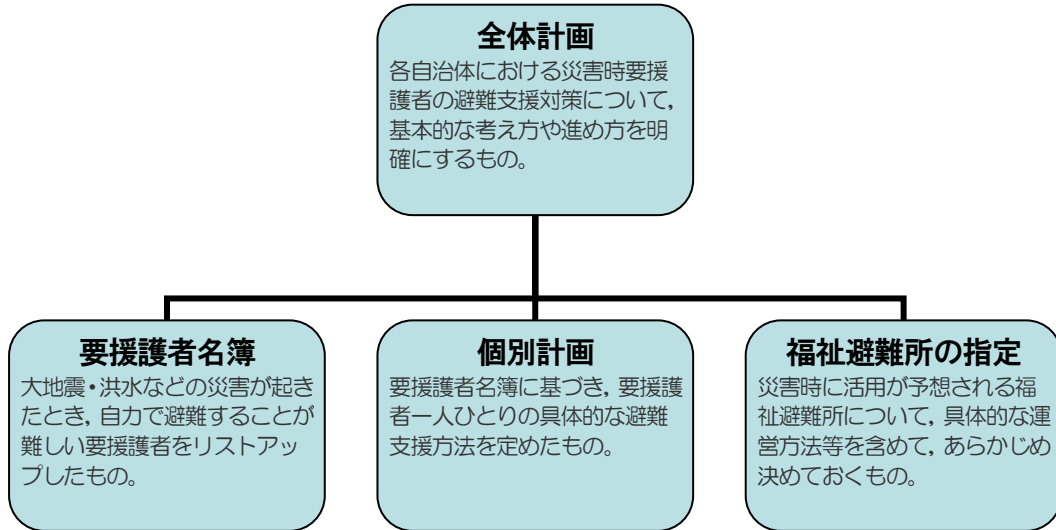 全体計画
各自治体における災害時要援
護者の避難支援対策について,
基本的な考え方や進め方を明
確にするもの。
要援護者名簿
大地震・洪水などの災害が起き
たとき, 自力で避難することが
難しい要援護者をリストアッ
プしたもの。
個別計画
要援護者名簿に基づき, 要援護
者一人ひとりの具体的な避難
支援方法を定めたもの。
福祉避難所の指定
災害時に活用が予想される福
祉避難所について, 具体的な運
営方法等を含めて, あらかじめ
決めておくもの。